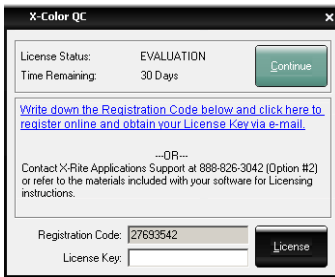 X-Color QC
x
License Status: EVALUATION
Time Remaining: 30 Days
Continue
Write down the Registration Code below and click here to
register online and obtain your License Key via e-mail.
---OR---
Contact X-Rite Applications Support at 888-826-3042 (Option #2)
or refer to the materials included with your software for Licensing
instructions.
Registration Code: 27693542
License Key:
License